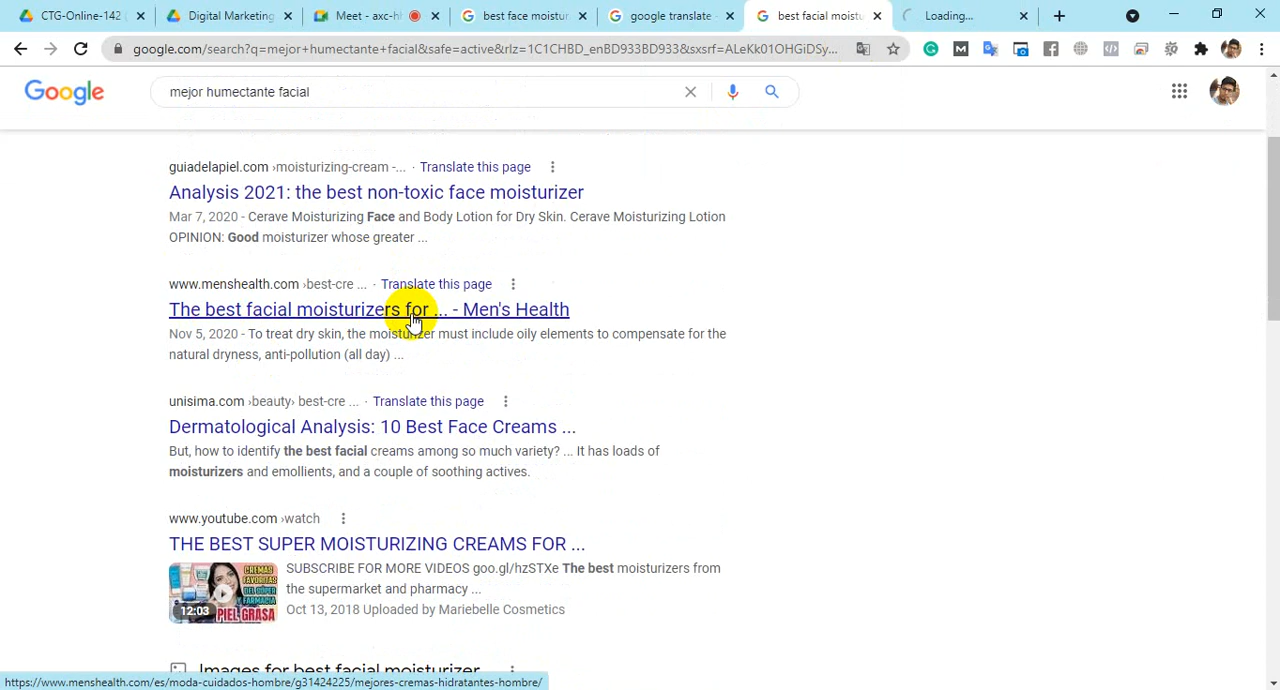 CTG-Online-142
Digital Marketing
Meet - axc-h
best face moistur
google translate -
best facial moistu
Loading...
google.com/search?q=mejor+humectante+facial&safe=active&rlz=1C1CHBD_enBD933BD933&sxsrf=ALeKk01OHGiDSy...
Google
mejor humectante facial
guiadelapiel.com ›moisturizing-cream -... · Translate this page
Analysis 2021: the best non-toxic face moisturizer
Mar 7, 2020 - Cerave Moisturizing Face and Body Lotion for Dry Skin. Cerave Moisturizing Lotion
OPINION: Good moisturizer whose greater ...
www.menshealth.com ›best-cre ... · Translate this page
The best facial moisturizers for ... - Men's Health
Nov 5, 2020 - To treat dry skin, the moisturizer must include oily elements to compensate for the
natural dryness, anti-pollution (all day) ...
unisima.com ›beauty› best-cre ... · Translate this page
Dermatological Analysis: 10 Best Face Creams ...
But, how to identify the best facial creams among so much variety? ... It has loads of
moisturizers and emollients, and a couple of soothing actives.
www.youtube.com ›watch
THE BEST SUPER MOISTURIZING CREAMS FOR ...
CREMAS
FAVORITAS
DEL SUPER
FARMACIA
PIEL GRASA
12:03
SUBSCRIBE FOR MORE VIDEOS goo.gl/hzSTXe The best moisturizers from
the supermarket and pharmacy ...
Oct 13, 2018 Uploaded by Mariebelle Cosmetics
Images for best facial moisturizer
https://www.menshealth.com/es/moda-cuidados-hombre/g31424225/mejores-cremas-hidratantes-hombre/